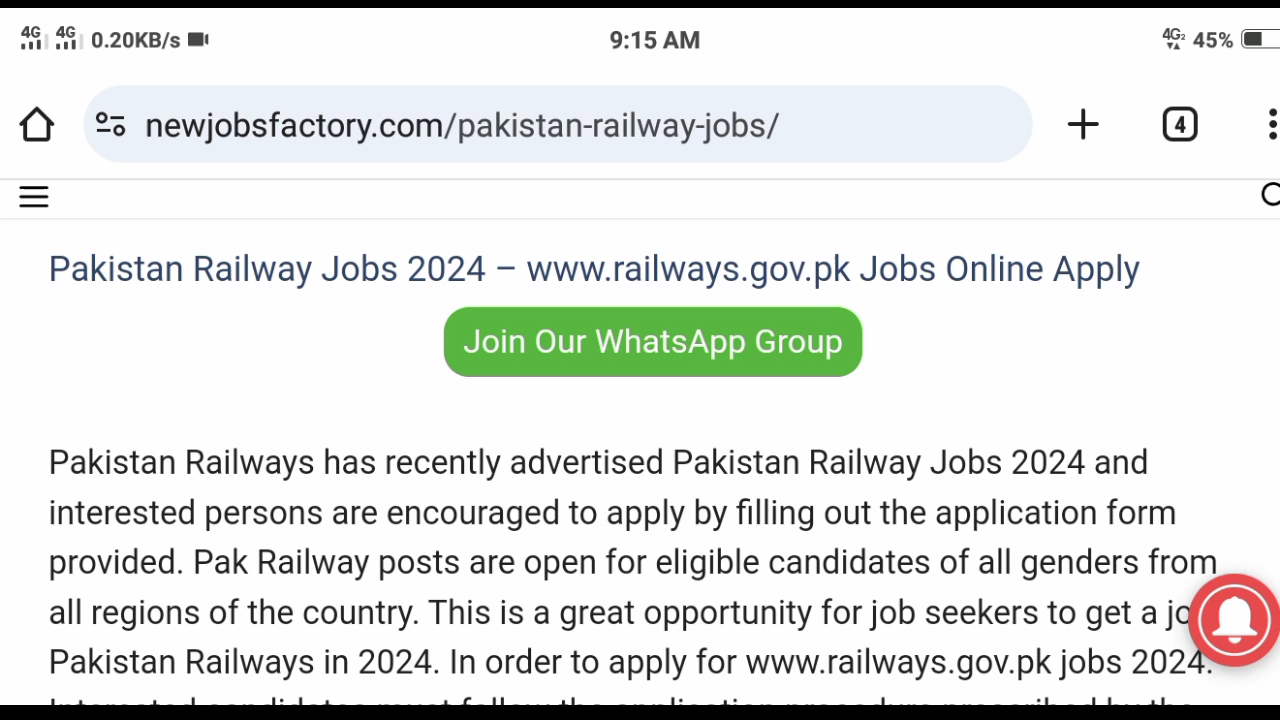 4G 4G 0.20KB/s 9:15 AM 4G2 45%
newjobsfactory.com/pakistan-railway-jobs/ 4
Pakistan Railway Jobs 2024 – www.railways.gov.pk Jobs Online Apply
Join Our WhatsApp Group
Pakistan Railways has recently advertised Pakistan Railway Jobs 2024 and
interested persons are encouraged to apply by filling out the application form
provided. Pak Railway posts are open for eligible candidates of all genders from
all regions of the country. This is a great opportunity for job seekers to get a jo
Pakistan Railways in 2024. In order to apply for www.railways.gov.pk jobs 2024.